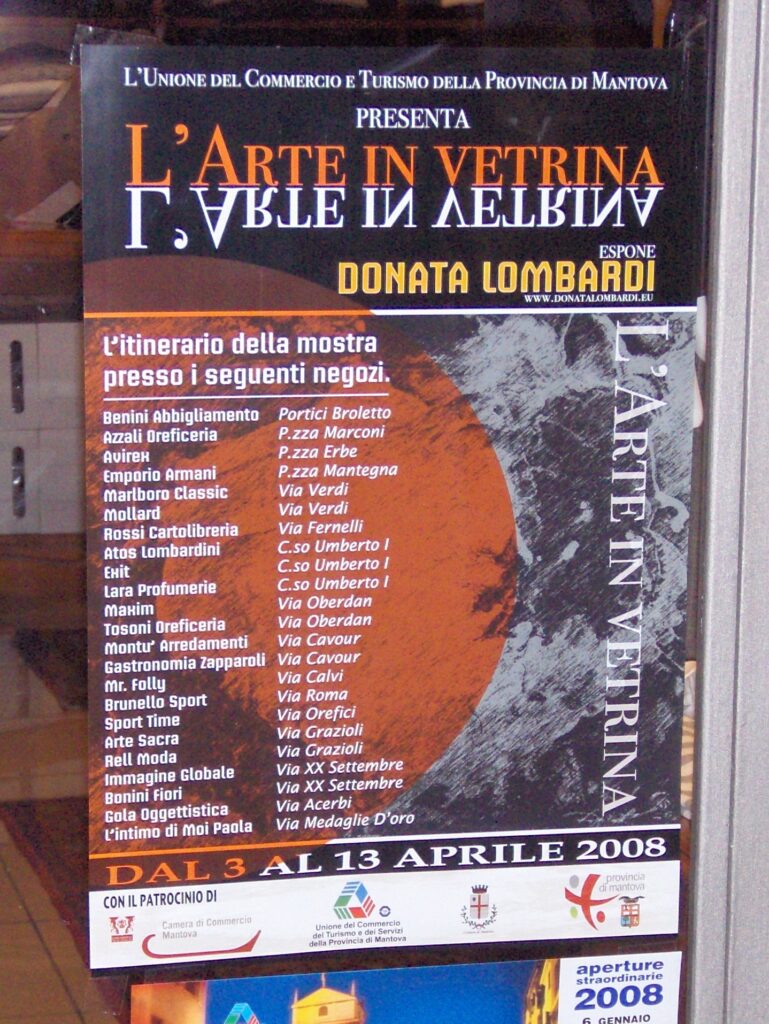 L'Unione del Commercio e Turismo della Provincia di Mantova
PRESENTA
L'Arte in vetrina
L'Arte in vetrina
ESPONE
DONATA LOMBARDI
WWW.DONATALOMBARDI.EU
L'itinerario della mostra
presso i seguenti negozi.
Benini Abbigliamento Portici Broletto
Azzali Oreficeria P.zza Marconi
Avirex P.zza Erbe
Emporio Armani P.zza Mantegna
Marlboro Classic Via Verdi
Mollard Via Verdi
Rossi Cartolibreria Via Fernelli
Atos Lombardini C.so Umberto I
Exit C.so Umberto I
Lara Profumerie C.so Umberto I
Maxim Via Oberdan
Tosoni Oreficeria Via Oberdan
Montu' Arredamenti Via Cavour
Gastronomia Zapparoli Via Cavour
Mr. Folly Via Calvi
Brunello Sport Via Roma
Sport Time Via Orefici
Arte Sacra Via Grazioli
Rell Moda Via Grazioli
Immagine Globale Via XX Settembre
Bonini Fiori Via XX Settembre
Gola Oggettistica Via Acerbi
L'intimo di Moi Paola Via Medaglie D'oro
L'Arte in vetrina
DAL 3 AL 13 APRILE 2008
CON IL PATROCINIO DI
Camera di Commercio
Mantova
Unione del Commercio
del Turismo e dei Servizi
della Provincia di Mantova
provincia
di mantova
aperture
straordinarie
2008
6 GENNAIO